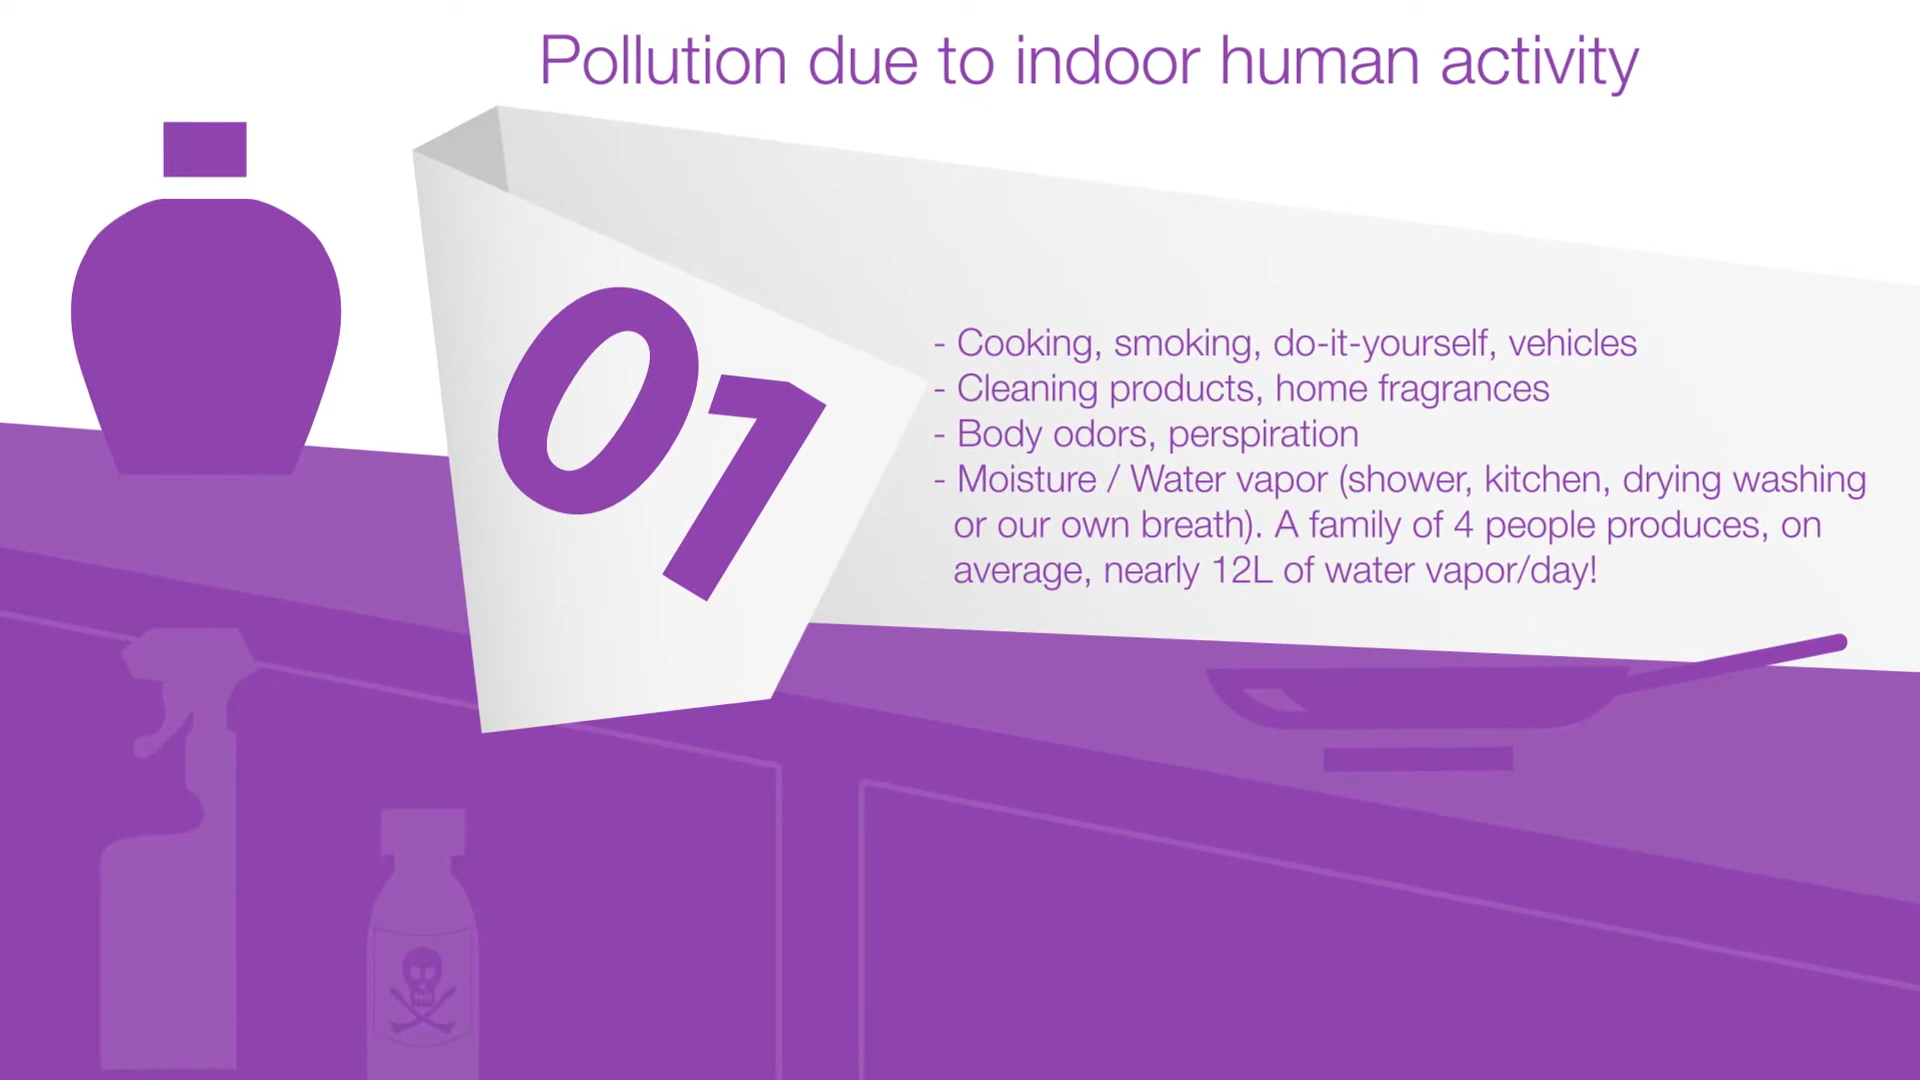 Pollution due to indoor human activity
01
- Cooking, smoking, do-it-yourself, vehicles
- Cleaning products, home fragrances
- Body odors, perspiration
- Moisture / Water vapor (shower, kitchen, drying washing
or our own breath). A family of 4 people produces, on
average, nearly 12L of water vapor/day!